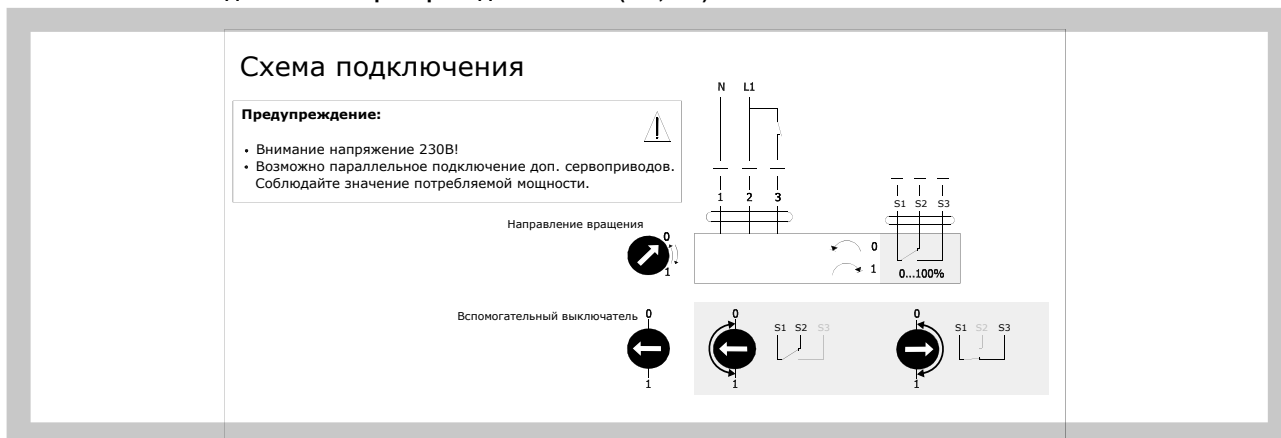 Схема подключения
Предупреждение:
• Внимание напряжение 230В!
• Возможно параллельное подключение доп. сервоприводов.
Соблюдайте значение потребляемой мощности.
N L1
1 2 3
S1 S2 S3
Направление вращения
0
1
0
1
0...100%
Вспомогательный выключатель
0
1
0
1
S1 S2 S3
0
1
S1 S2 S3